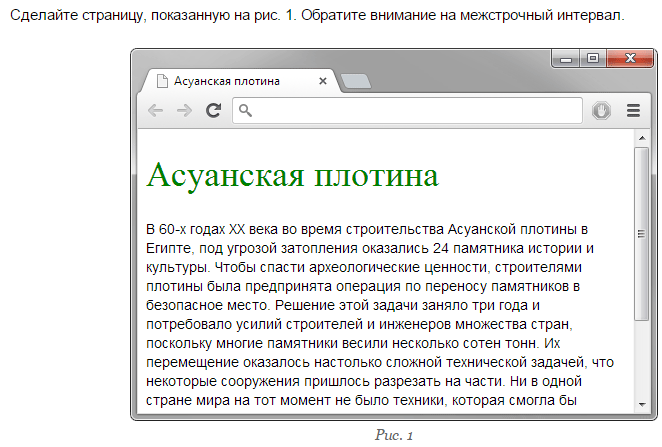 Сделайте страницу, показанную на рис. 1. Обратите внимание на межстрочный интервал.
Асуанская плотина
Асуанская плотина
В 60-х годах XX века во время строительства Асуанской плотины в
Египте, под угрозой затопления оказались 24 памятника истории и
культуры. Чтобы спасти археологические ценности, строителями
плотины была предпринята операция по переносу памятников в
безопасное место. Решение этой задачи заняло три года и
потребовало усилий строителей и инженеров множества стран,
поскольку многие памятники весили несколько сотен тонн. Их
перемещение оказалось настолько сложной технической задачей, что
некоторые сооружения пришлось разрезать на части. Ни в одной
стране мира на тот момент не было техники, которая смогла бы
Рис. 1